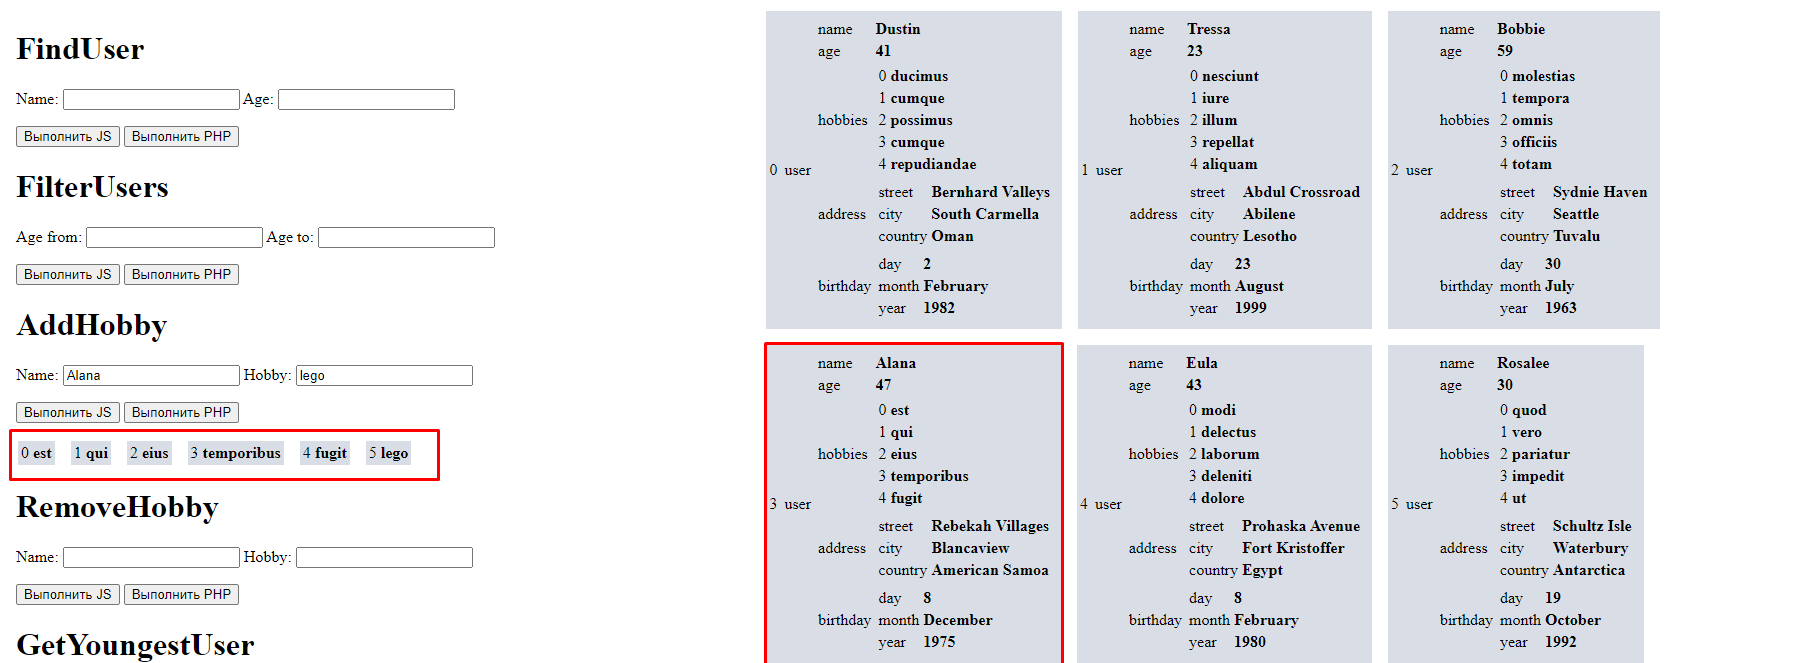 FindUser
Name: Age:
Выполнить JS Выполнить PHP
FilterUsers
Age from: Age to:
Выполнить JS Выполнить PHP
AddHobby
Name: Alana Hobby: lego
Выполнить JS Выполнить PHP
0 est 1 qui 2 eius 3 temporibus 4 fugit 5 lego
RemoveHobby
Name: Hobby:
Выполнить JS Выполнить PHP
GetYoungestUser
0 user
name Dustin
age 41
hobbies
0 ducimus
1 cumque
2 possimus
3 cumque
4 repudiandae
address
street Bernhard Valleys
city South Carmella
country Oman
birthday
day 2
month February
year 1982
1 user
name Tressa
age 23
hobbies
0 nesciunt
1 iure
2 illum
3 repellat
4 aliquam
address
street Abdul Crossroad
city Abilene
country Lesotho
birthday
day 23
month August
year 1999
2 user
name Bobbie
age 59
hobbies
0 molestias
1 tempora
2 omnis
3 officiis
4 totam
address
street Sydnie Haven
city Seattle
country Tuvalu
birthday
day 30
month July
year 1963
3 user
name Alana
age 47
hobbies
0 est
1 qui
2 eius
3 temporibus
4 fugit
address
street Rebekah Villages
city Blancaview
country American Samoa
birthday
day 8
month December
year 1975
4 user
name Eula
age 43
hobbies
0 modi
1 delectus
2 laborum
3 deleniti
4 dolore
address
street Prohaska Avenue
city Fort Kristoffer
country Egypt
birthday
day 8
month February
year 1980
5 user
name Rosalee
age 30
hobbies
0 quod
1 vero
2 pariatur
3 impedit
4 ut
address
street Schultz Isle
city Waterbury
country Antarctica
birthday
day 19
month October
year 1992